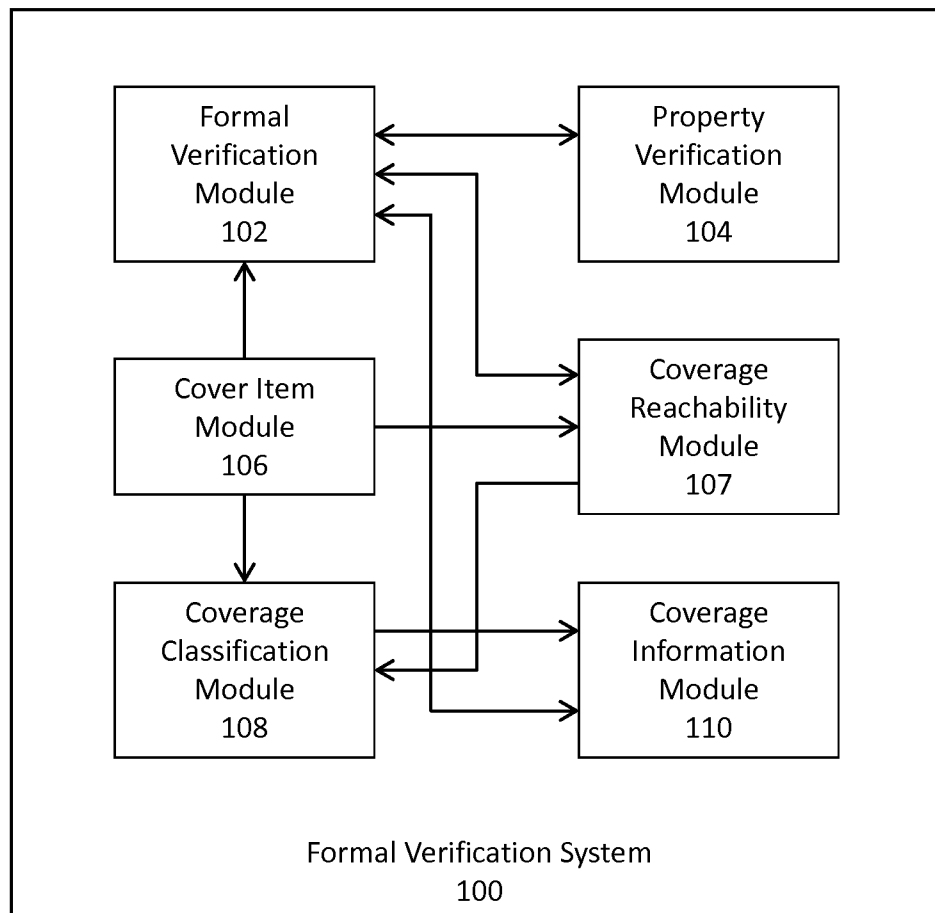 Formal
Verification
Module
102
Property
Verification
Module
104
Cover Item
Module
106
Coverage
Reachability
Module
107
Coverage
Classification
Module
108
Coverage
Information
Module
110
Formal Verification System
100